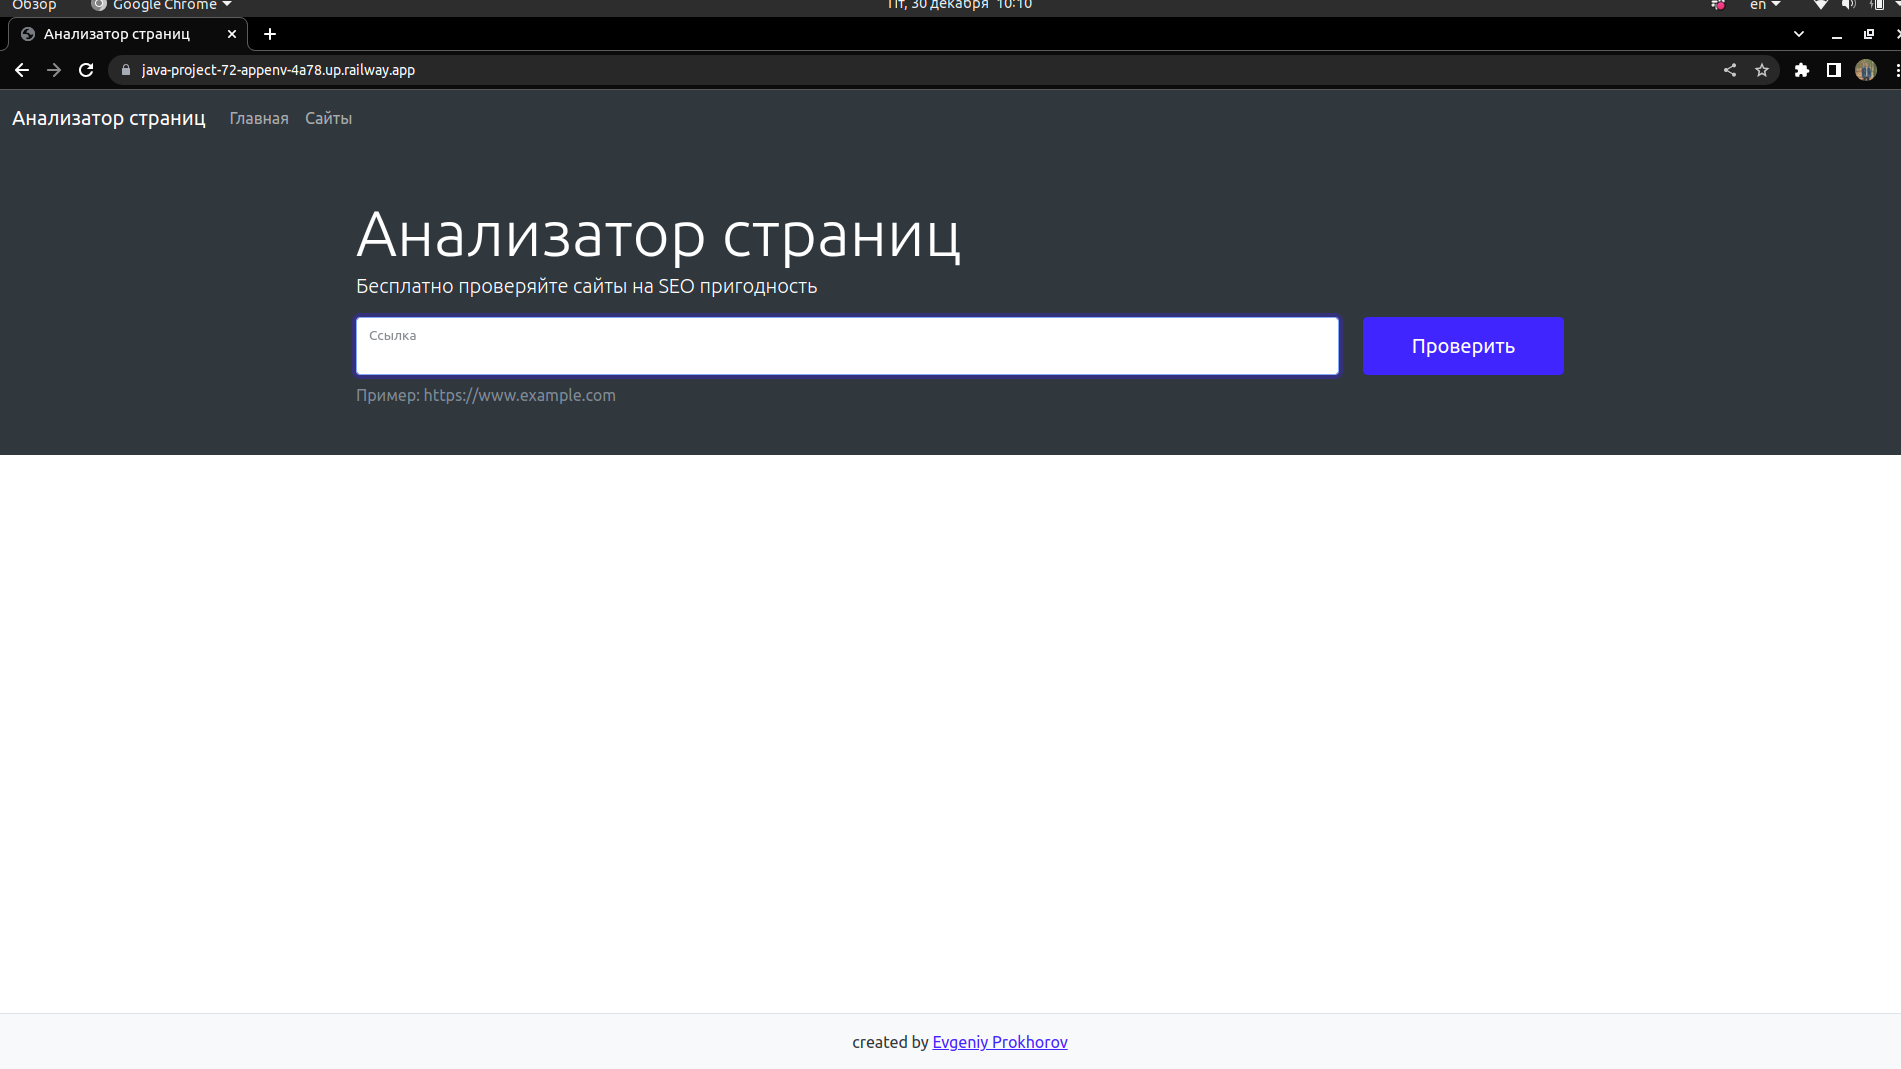 Обзор Google Chrome Пт, 30 декабря 10:10 en
Анализатор страниц
java-project-72-appenv-4a78.up.railway.app
Анализатор страниц Главная Сайты
Анализатор страниц
Бесплатно проверяйте сайты на SEO пригодность
Ссылка
Проверить
Пример: https://www.example.com
created by Evgeniy Prokhorov